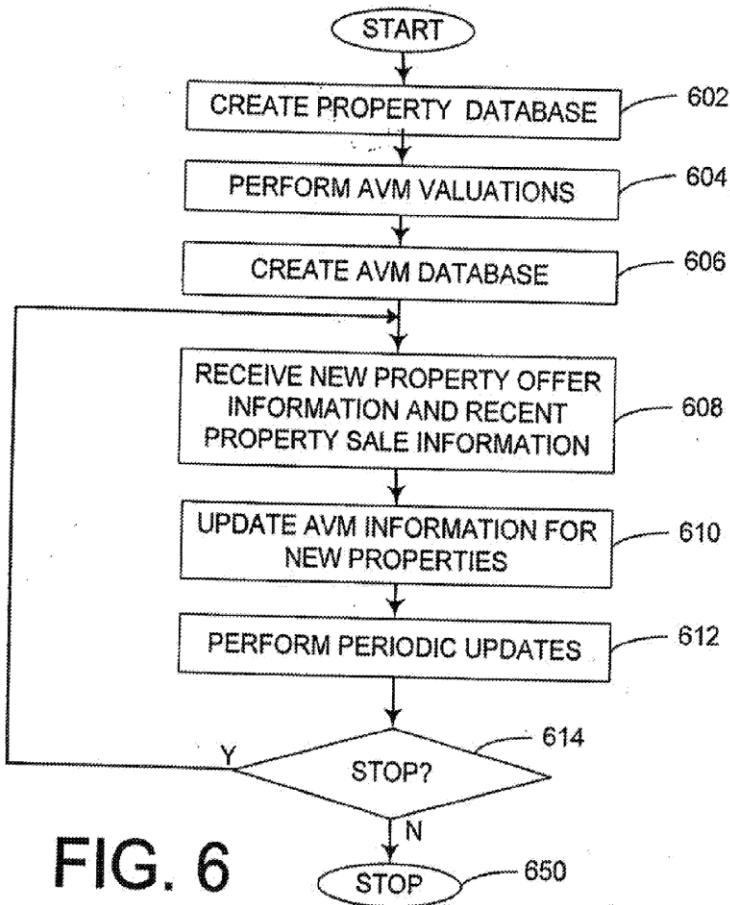 START
CREATE PROPERTY DATABASE
602
PERFORM AVM VALUATIONS
604
CREATE AVM DATABASE
606
RECEIVE NEW PROPERTY OFFER
INFORMATION AND RECENT
PROPERTY SALE INFORMATION
608
UPDATE AVM INFORMATION FOR
NEW PROPERTIES
610
PERFORM PERIODIC UPDATES
612
614
Y
STOP?
N
FIG. 6
STOP
650